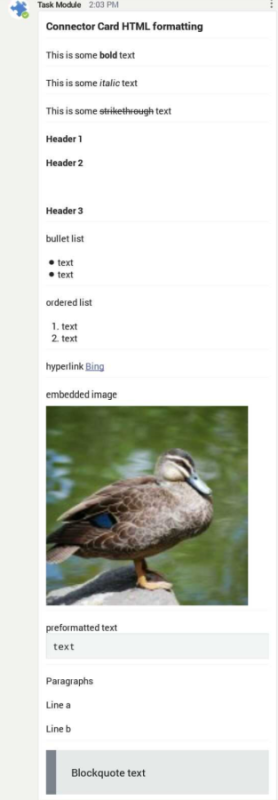 Task Module 2:03 PM
Connector Card HTML formatting
This is some bold text
This is some italic text
This is some strikethrough text
Header 1
Header 2
Header 3
bullet list
● text
● text
ordered list
1. text
2. text
hyperlink Bing
embedded image
preformatted text
text
Paragraphs
Line a
Line b
Blockquote text